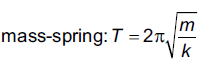 mass-spring: T = 2π√(m/k)